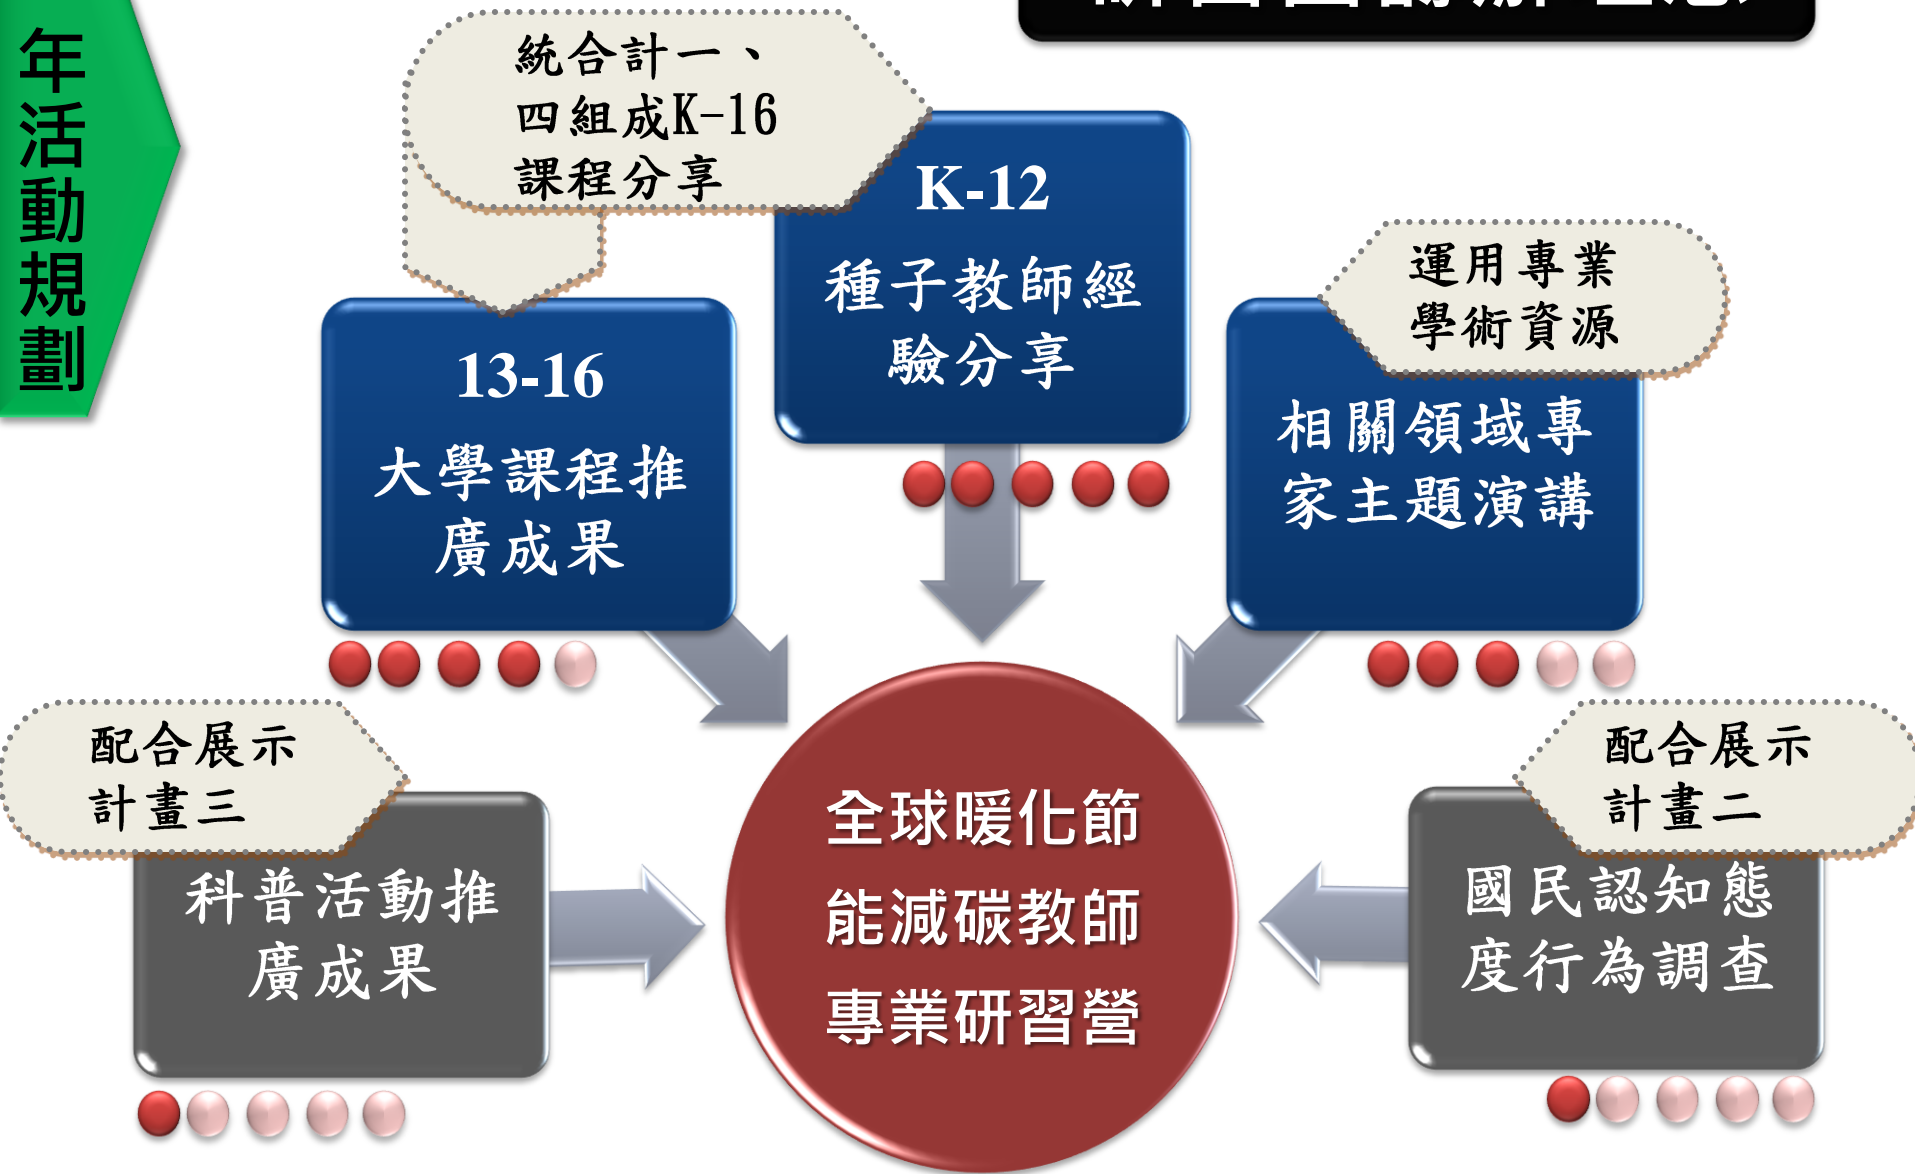 年活動規劃
統合計一、
四組成K-16
課程分享
K-12
種子教師經
驗分享
運用專業
學術資源
13-16
大學課程推
廣成果
相關領域專
家主題演講
配合展示
計畫三
科普活動推
廣成果
全球暖化節
能減碳教師
專業研習營
配合展示
計畫二
國民認知態
度行為調查